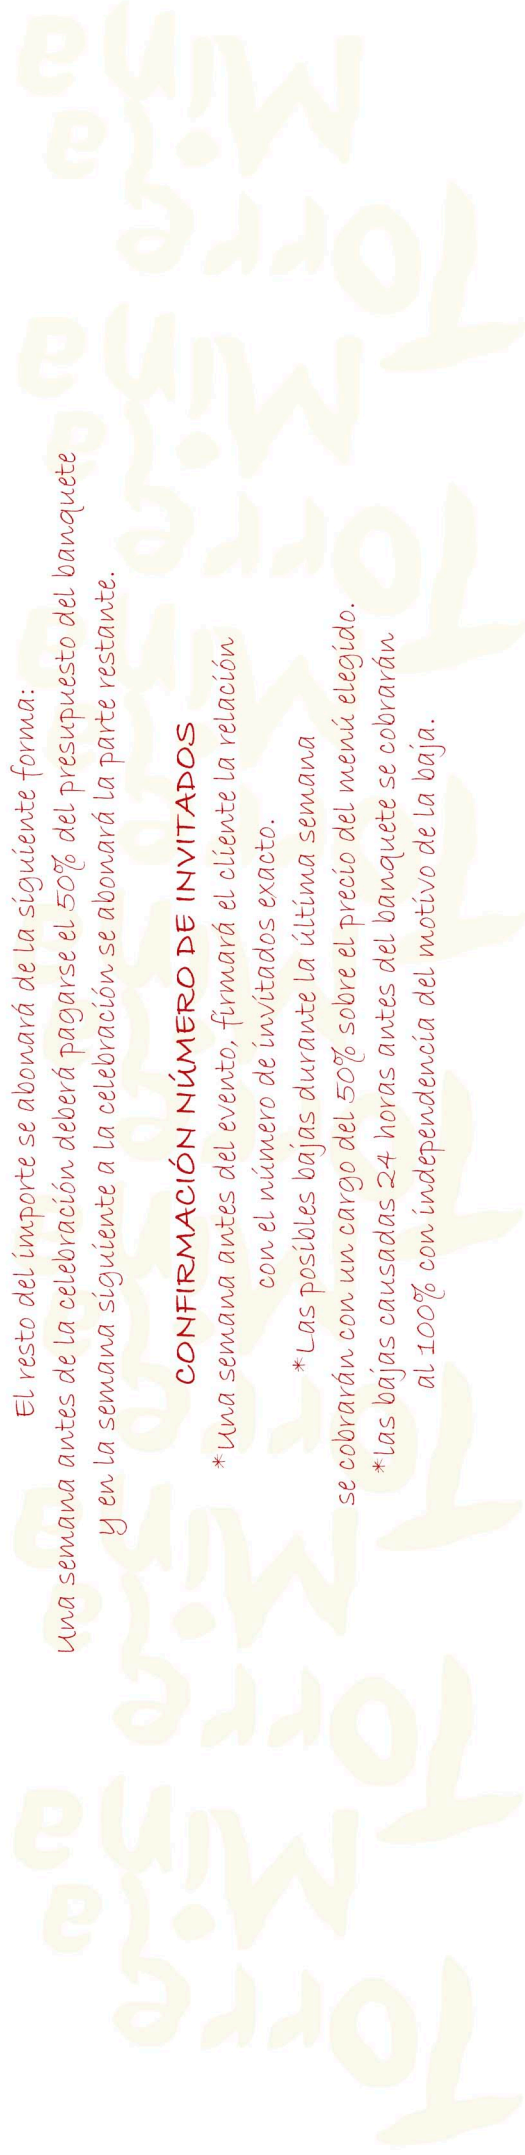 El resto del importe se abonará de la siguiente forma:
Una semana antes de la celebración deberá pagarse el 50% del presupuesto del banquete
y en la semana siguiente a la celebración se abonará la parte restante.
CONFIRMACIÓN NÚMERO DE INVITADOS
*Una semana antes del evento, firmará el cliente la relación
con el número de invitados exacto.
*Las posibles bajas durante la última semana
se cobrarán con un cargo del 50% sobre el precio del menú elegido.
*las bajas causadas 24 horas antes del banquete se cobrarán
al 100% con independencia del motivo de la baja.